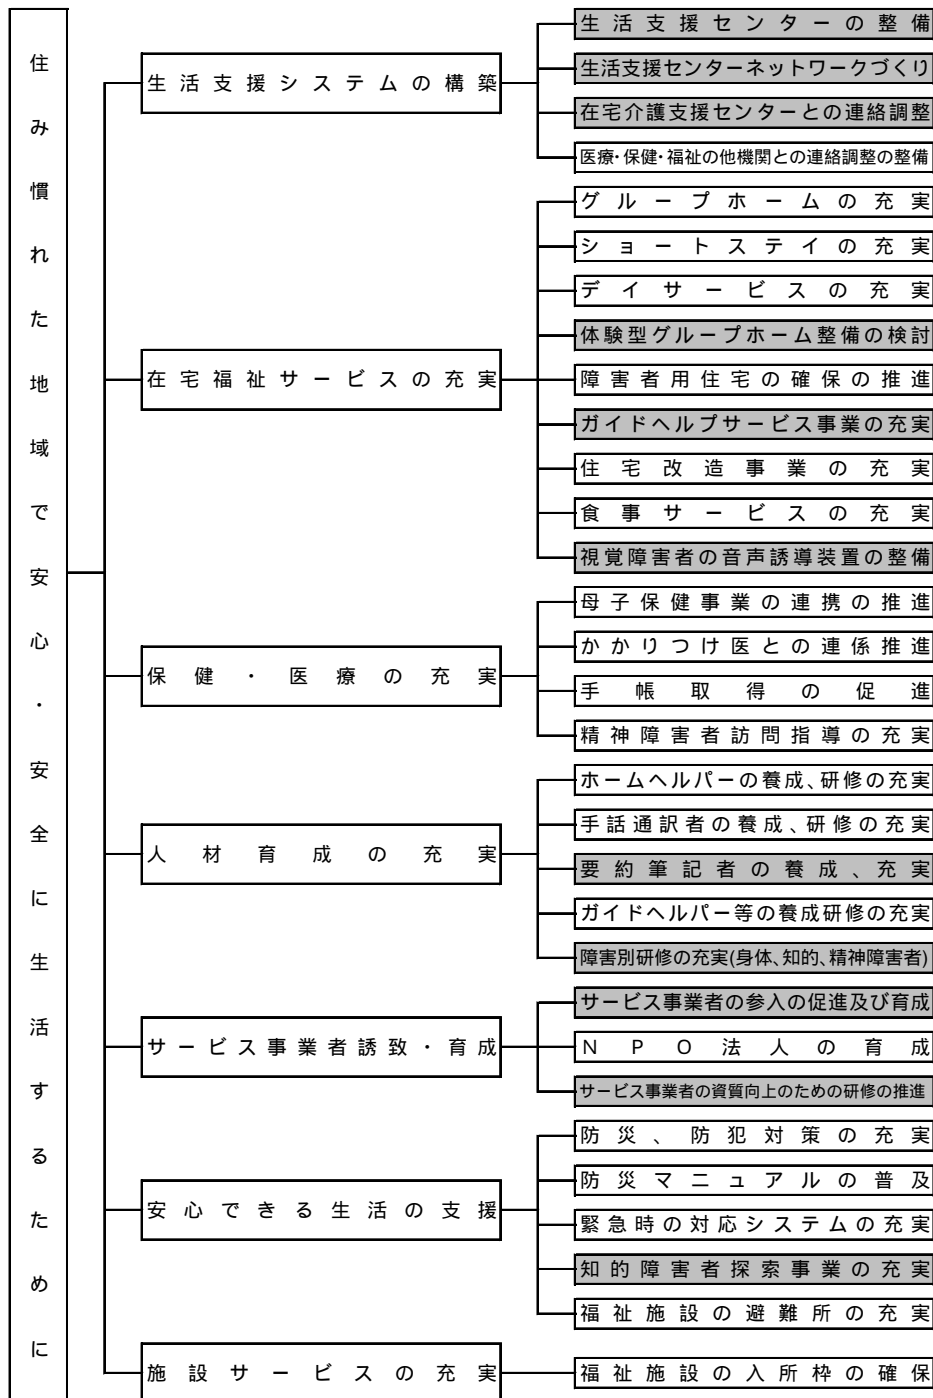 住み慣れた地域で安心・安全に生活するために
生活支援システムの構築
生活支援センターの整備
生活支援センターネットワークづくり
在宅介護支援センターとの連絡調整
医療・保健・福祉の他機関との連絡調整の整備
在宅福祉サービスの充実
グループホームの充実
ショートステイの充実
デイサービスの充実
体験型グループホーム整備の検討
障害者用住宅の確保の推進
ガイドヘルプサービス事業の充実
住宅改造事業の充実
食事サービスの充実
視覚障害者の音声誘導装置の整備
保健・医療の充実
母子保健事業の連携の推進
かかりつけ医との連係推進
手帳取得の促進
精神障害者訪問指導の充実
人材育成の充実
ホームヘルパーの養成、研修の充実
手話通訳者の養成、研修の充実
要約筆記者の養成、充実
ガイドヘルパー等の養成研修の充実
障害別研修の充実(身体、知的、精神障害者)
サービス事業者誘致・育成
サービス事業者の参入の促進及び育成
NPO法人の育成
サービス事業者の資質向上のための研修の推進
安心できる生活の支援
防災、防犯対策の充実
防災マニュアルの普及
緊急時の対応システムの充実
知的障害者探索事業の充実
福祉施設の避難所の充実
施設サービスの充実
福祉施設の入所枠の確保